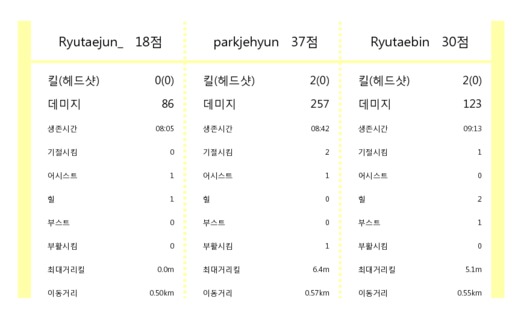 Ryutaejun_ 18점 parkjehyun 37점 Ryutaebin 30점
킬(헤드샷) 0(0) 킬(헤드샷) 2(0) 킬(헤드샷) 2(0)
데미지 86 데미지 257 데미지 123
생존시간 08:05 생존시간 08:42 생존시간 09:13
기절시킴 0 기절시킴 2 기절시킴 1
어시스트 1 어시스트 1 어시스트 0
힐 1 힐 0 힐 2
부스트 0 부스트 0 부스트 1
부활시킴 0 부활시킴 1 부활시킴 0
최대거리킬 0.0m 최대거리킬 6.4m 최대거리킬 5.1m
이동거리 0.50km 이동거리 0.57km 이동거리 0.55km